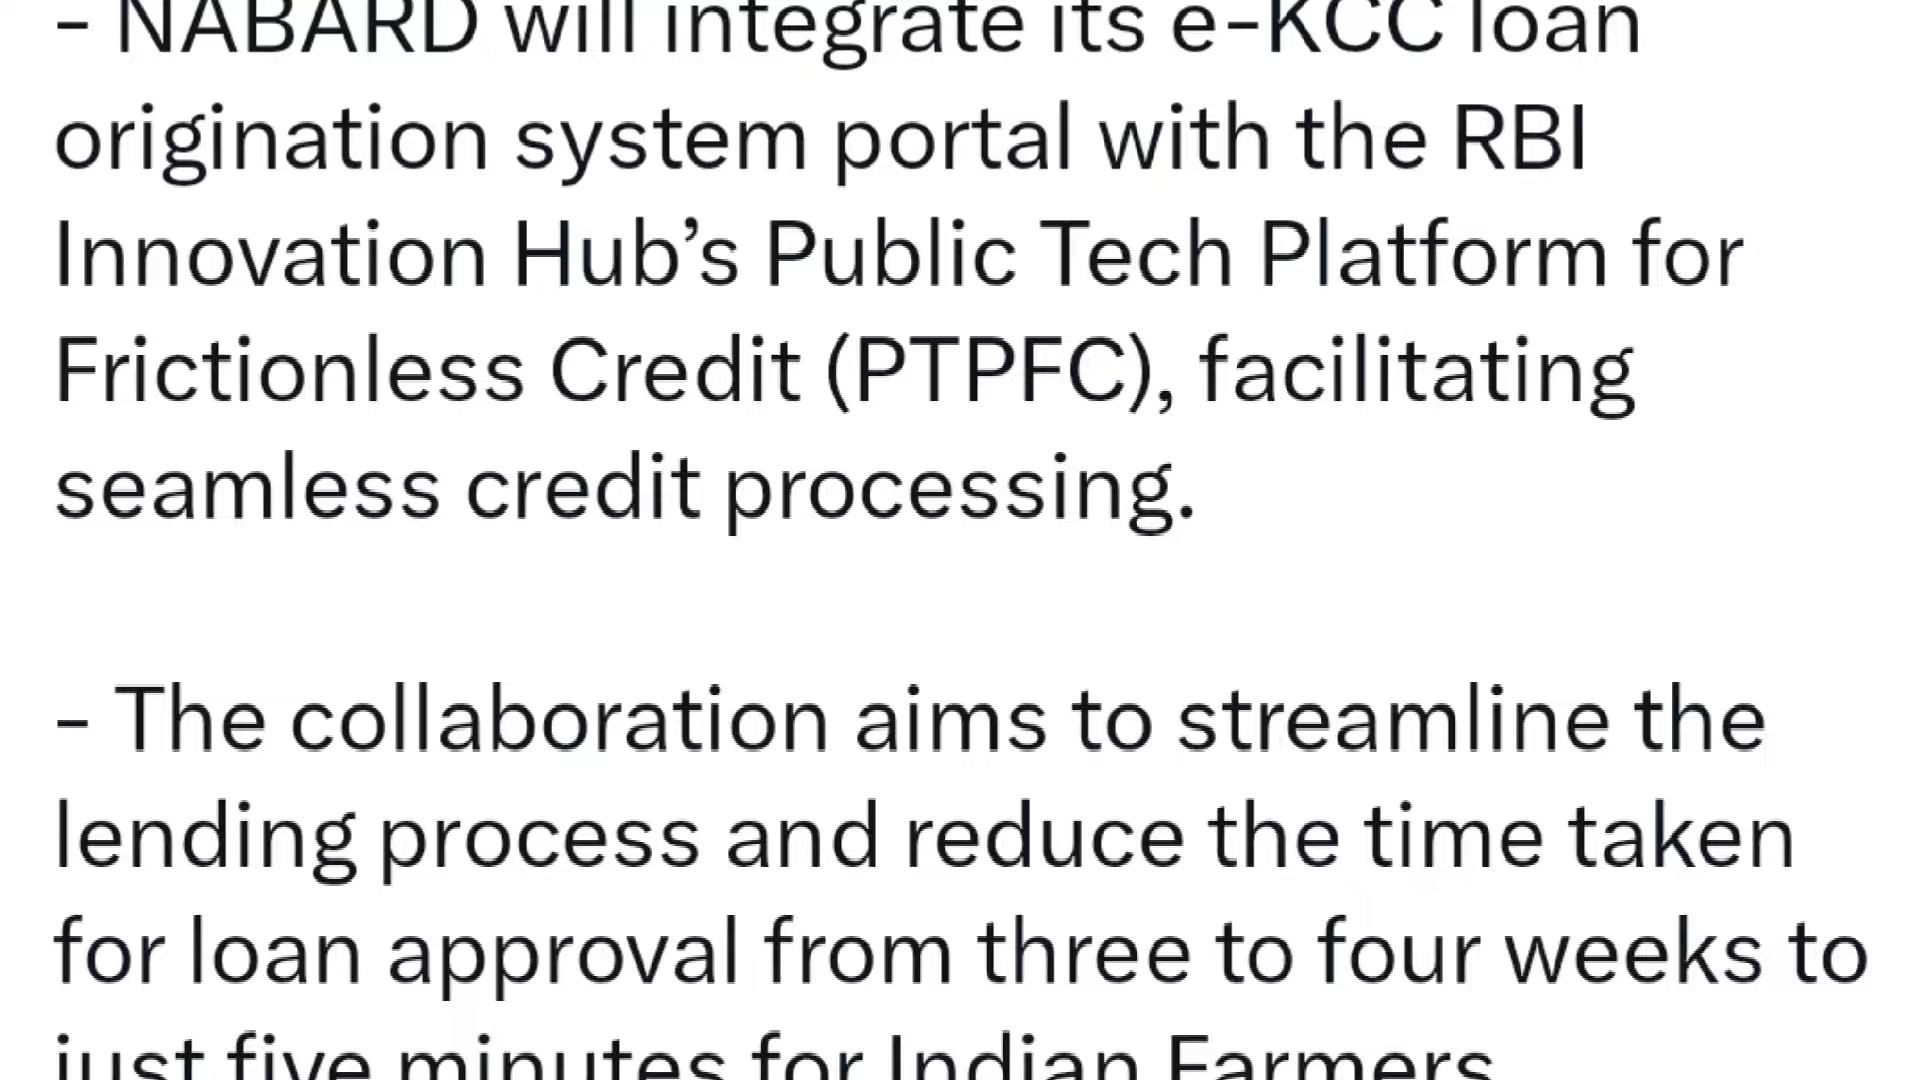 - NABARD will integrate its e-KCC loan
origination system portal with the RBI
Innovation Hub’s Public Tech Platform for
Frictionless Credit (PTPFC), facilitating
seamless credit processing.
- The collaboration aims to streamline the
lending process and reduce the time taken
for loan approval from three to four weeks to
just five minutes for Indian Farmers